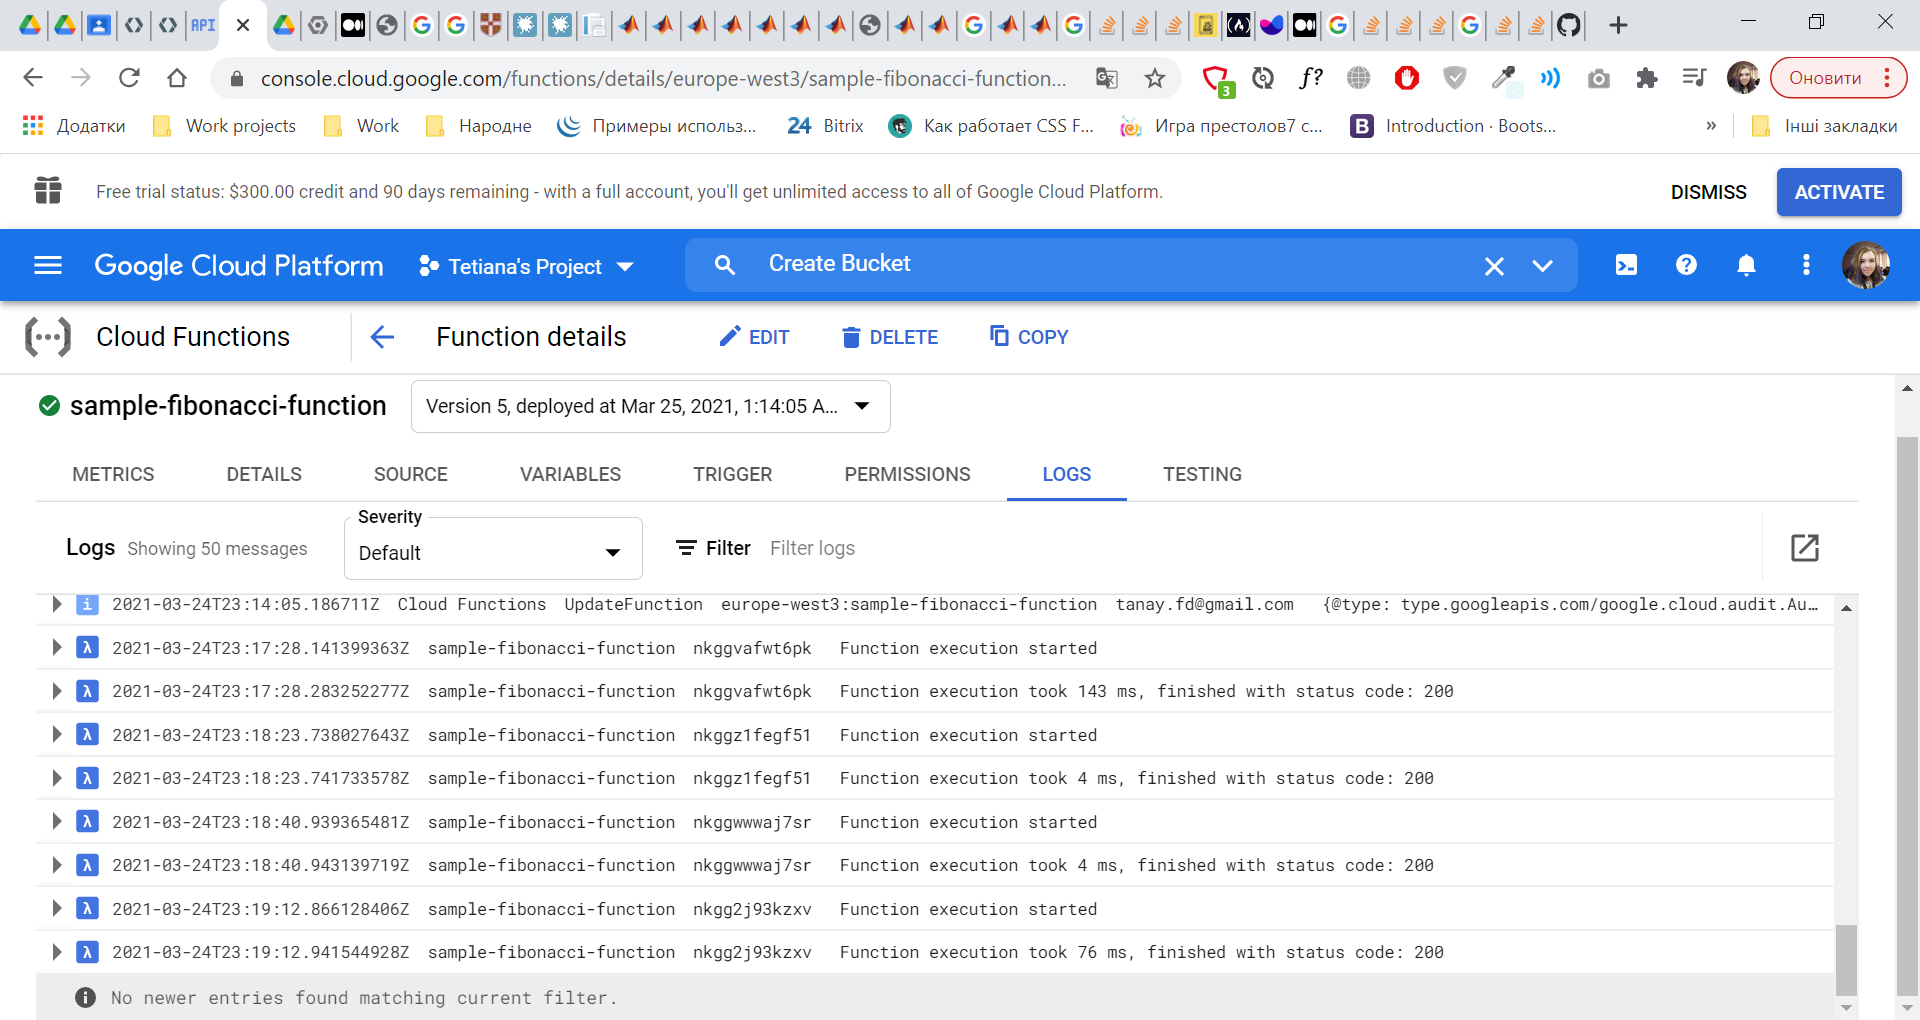 API
console.cloud.google.com/functions/details/europe-west3/sample-fibonacci-function...
3
f?
Оновити
Додатки
Work projects
Work
Народне
Примеры использ...
24 Bitrix
Как работает CSS F...
Игра престолов7 с...
B Introduction · Boots...
»
Інші закладки
Free trial status: $300.00 credit and 90 days remaining - with a full account, you'll get unlimited access to all of Google Cloud Platform.
DISMISS
ACTIVATE
Google Cloud Platform
Tetiana's Project
Create Bucket
Cloud Functions
Function details
EDIT
DELETE
COPY
sample-fibonacci-function
Version 5, deployed at Mar 25, 2021, 1:14:05 A...
METRICS
DETAILS
SOURCE
VARIABLES
TRIGGER
PERMISSIONS
LOGS
TESTING
Logs
Showing 50 messages
Severity
Default
Filter
Filter logs
i 2021-03-24T23:14:05.186711Z Cloud Functions UpdateFunction europe-west3:sample-fibonacci-function tanay.fd@gmail.com {@type: type.googleapis.com/google.cloud.audit.Au...
λ 2021-03-24T23:17:28.141399363Z sample-fibonacci-function nkggvafwt6pk Function execution started
λ 2021-03-24T23:17:28.283252277Z sample-fibonacci-function nkggvafwt6pk Function execution took 143 ms, finished with status code: 200
λ 2021-03-24T23:18:23.738027643Z sample-fibonacci-function nkggz1fegf51 Function execution started
λ 2021-03-24T23:18:23.741733578Z sample-fibonacci-function nkggz1fegf51 Function execution took 4 ms, finished with status code: 200
λ 2021-03-24T23:18:40.939365481Z sample-fibonacci-function nkggwwwaj7sr Function execution started
λ 2021-03-24T23:18:40.943139719Z sample-fibonacci-function nkggwwwaj7sr Function execution took 4 ms, finished with status code: 200
λ 2021-03-24T23:19:12.866128406Z sample-fibonacci-function nkgg2j93kzxv Function execution started
λ 2021-03-24T23:19:12.941544928Z sample-fibonacci-function nkgg2j93kzxv Function execution took 76 ms, finished with status code: 200
No newer entries found matching current filter.